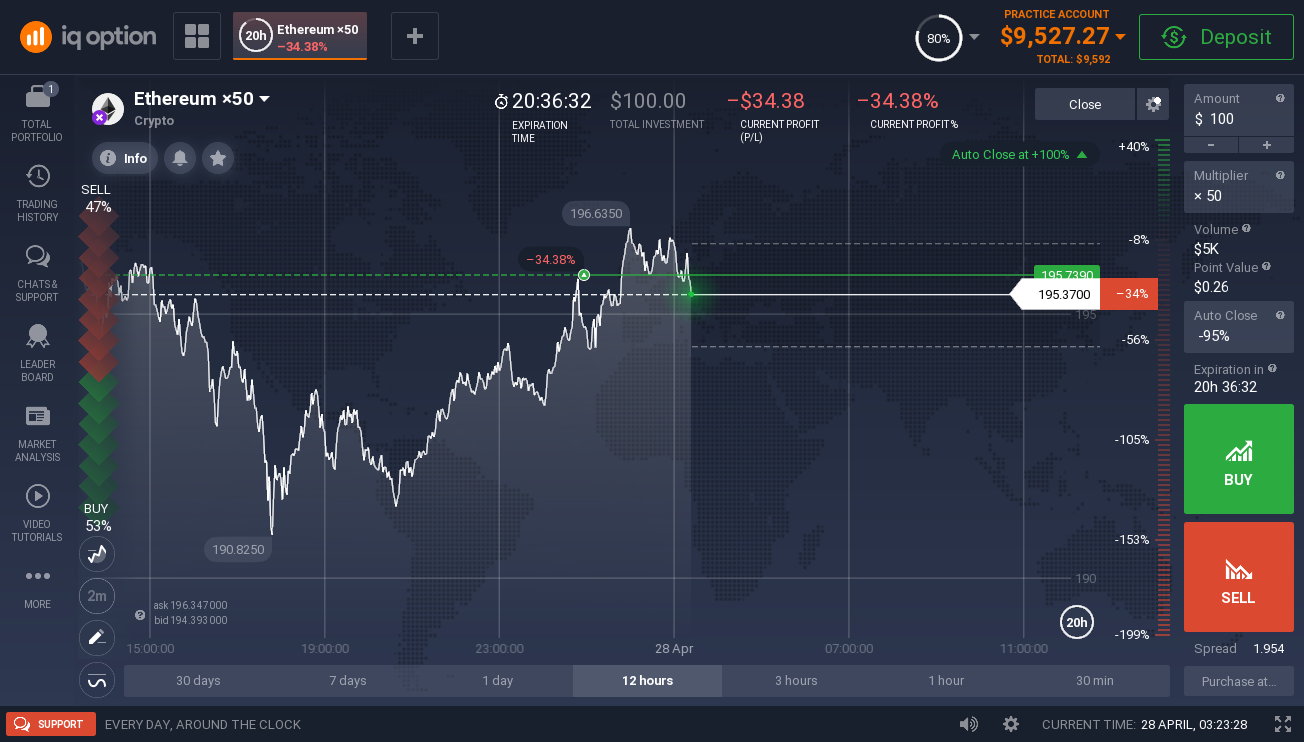 iq option
20h
Ethereum ×50
−34.38%
80%
PRACTICE ACCOUNT
$9,527.27
TOTAL: $9,592
Deposit
1
TOTAL
PORTFOLIO
TRADING
HISTORY
CHATS &
SUPPORT
LEADER
BOARD
MARKET
ANALYSIS
VIDEO
TUTORIALS
MORE
Ethereum ×50
Crypto
Info
20:36:32
EXPIRATION
TIME
$100.00
TOTAL INVESTMENT
−$34.38
CURRENT PROFIT
(P/L)
−34.38%
CURRENT PROFIT%
Close
Auto Close at +100%
SELL
47%
BUY
53%
2m
196.6350
−34.38%
190.8250
195.7390
195.3700
−34%
195
190
+40%
-8%
-56%
-105%
-153%
-199%
20h
ask 196.347000
bid 194.393000
15:00:00
19:00:00
23:00:00
28 Apr
07:00:00
11:00:00
30 days
7 days
1 day
12 hours
3 hours
1 hour
30 min
Amount
$ 100
−
+
Multiplier
× 50
Volume
$5K
Point Value
$0.26
Auto Close
-95%
Expiration in
20h 36:32
BUY
SELL
Spread 1.954
Purchase at...
SUPPORT
EVERY DAY, AROUND THE CLOCK
CURRENT TIME: 28 APRIL, 03:23:28